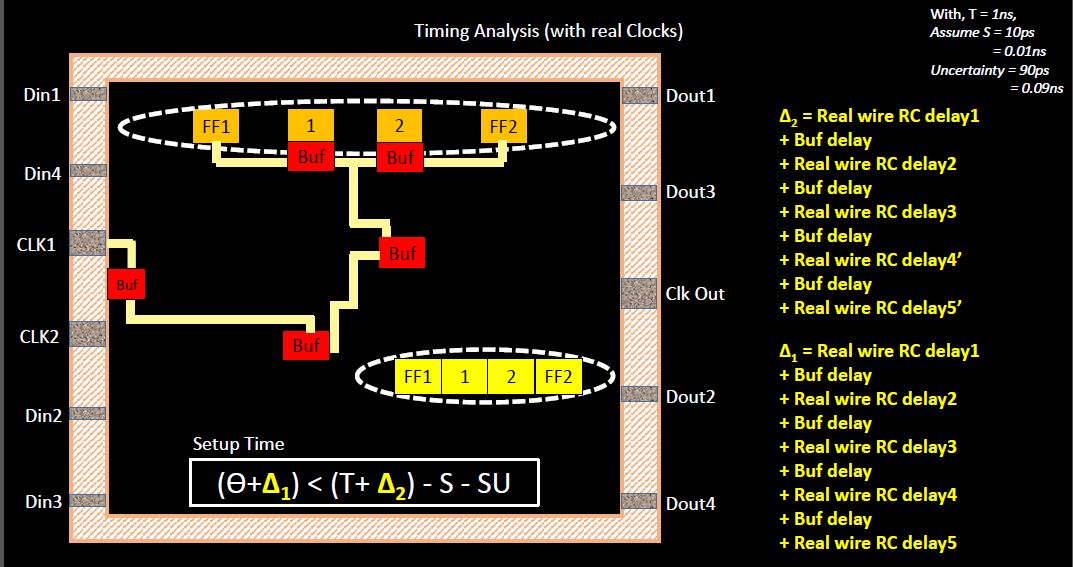 Timing Analysis (with real Clocks)
With, T = 1ns,
Assume S = 10ps
= 0.01ns
Uncertainty = 90ps
= 0.09ns
Din1
Din4
CLK1
CLK2
Din2
Din3
FF1 1 2 FF2
Buf Buf
Buf
Buf
Buf
FF1 1 2 FF2
Setup Time
(Ө+Δ1) < (T+ Δ2) - S - SU
Dout1
Dout3
Clk Out
Dout2
Dout4
Δ2 = Real wire RC delay1
+ Buf delay
+ Real wire RC delay2
+ Buf delay
+ Real wire RC delay3
+ Buf delay
+ Real wire RC delay4’
+ Buf delay
+ Real wire RC delay5’
Δ1 = Real wire RC delay1
+ Buf delay
+ Real wire RC delay2
+ Buf delay
+ Real wire RC delay3
+ Buf delay
+ Real wire RC delay4
+ Buf delay
+ Real wire RC delay5